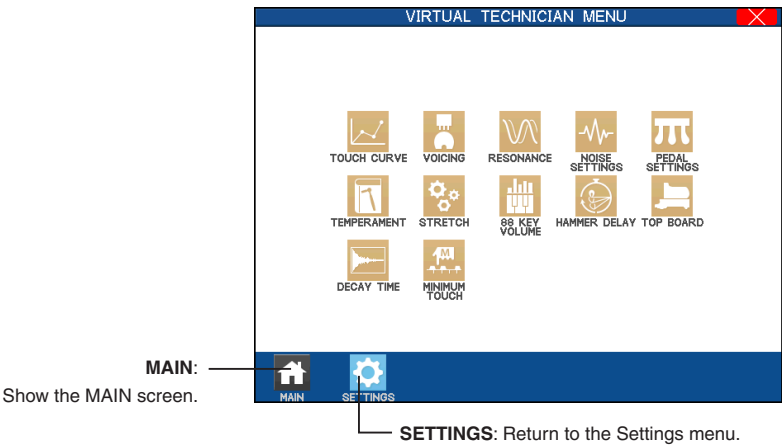 VIRTUAL TECHNICIAN MENU
TOUCH CURVE
VOICING
RESONANCE
NOISE
SETTINGS
PEDAL
SETTINGS
TEMPERAMENT
STRETCH
88 KEY
VOLUME
HAMMER DELAY
TOP BOARD
DECAY TIME
M
MINIMUM
TOUCH
MAIN:
Show the MAIN screen.
MAIN
SETTINGS
SETTINGS: Return to the Settings menu.